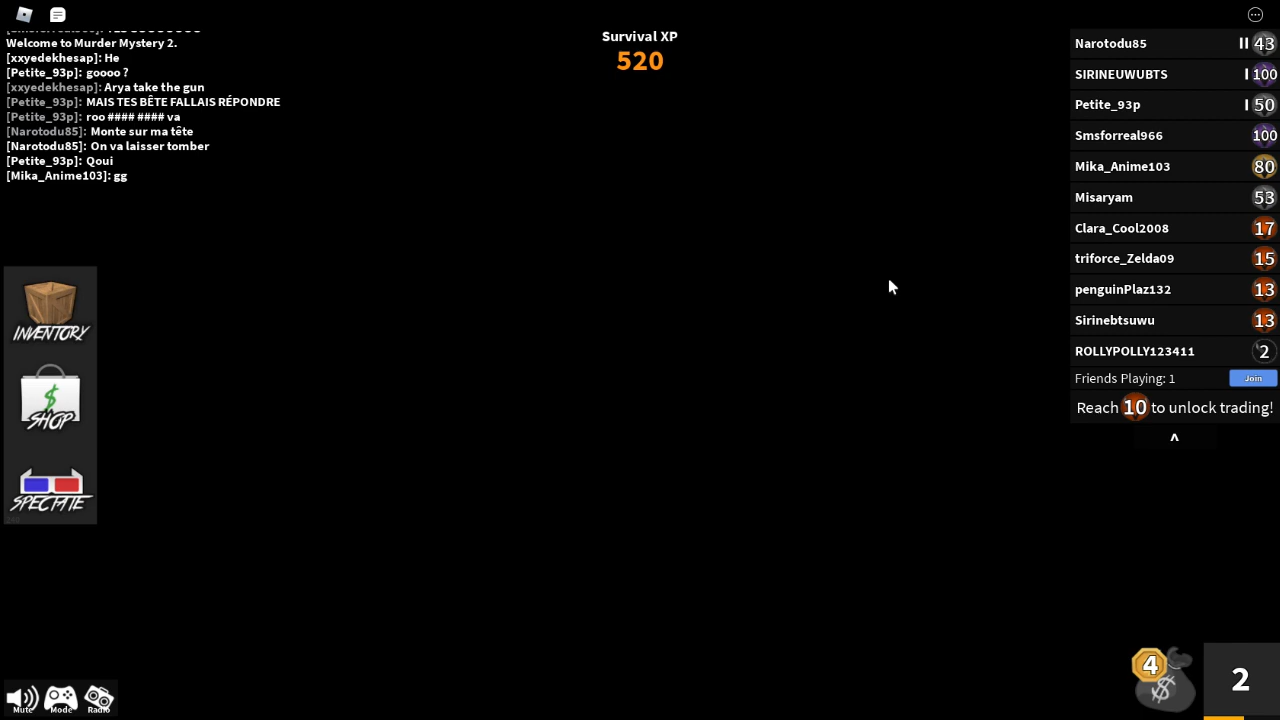 Welcome to Murder Mystery 2.
[xxyedekhesap]: He
[Petite_93p]: goooo ?
[xxyedekhesap]: Arya take the gun
[Petite_93p]: MAIS TES BÊTE FALLAIS RÉPONDRE
[Petite_93p]: roo #### #### va
[Narotodu85]: Monte sur ma tête
[Narotodu85]: On va laisser tomber
[Petite_93p]: Qoui
[Mika_Anime103]: gg
Survival XP
520
Narotodu85 II 43
SIRINEUWUBTS I 100
Petite_93p I 50
Smsforreal966 100
Mika_Anime103 80
Misaryam 53
Clara_Cool2008 17
triforce_Zelda09 15
penguinPlaz132 13
Sirinebtsuwu 13
ROLLYPOLLY123411 2
Friends Playing: 1 Join
Reach 10 to unlock trading!
INVENTORY
$
SHOP
SPECTATE
Mute Mode Radio
4
$
2